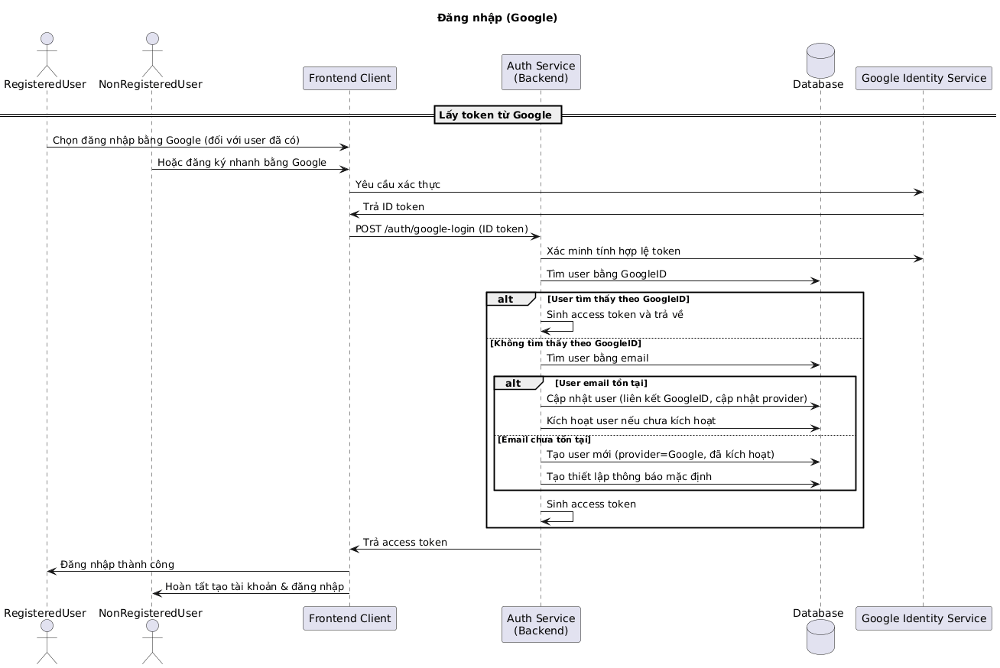 Đăng nhập (Google)
RegisteredUser
NonRegisteredUser
Frontend Client
Auth Service
(Backend)
Database
Google Identity Service
Lấy token từ Google
Chọn đăng nhập bằng Google (đối với user đã có)
Hoặc đăng ký nhanh bằng Google
Yêu cầu xác thực
Trả ID token
POST /auth/google-login (ID token)
Xác minh tính hợp lệ token
Tìm user bằng GoogleID
alt [User tìm thấy theo GoogleID]
Sinh access token và trả về
[Không tìm thấy theo GoogleID]
Tìm user bằng email
alt [User email tồn tại]
Cập nhật user (liên kết GoogleID, cập nhật provider)
Kích hoạt user nếu chưa kích hoạt
[Email chưa tồn tại]
Tạo user mới (provider=Google, đã kích hoạt)
Tạo thiết lập thông báo mặc định
Sinh access token
Trả access token
Đăng nhập thành công
Hoàn tất tạo tài khoản & đăng nhập
RegisteredUser
NonRegisteredUser
Frontend Client
Auth Service
(Backend)
Database
Google Identity Service